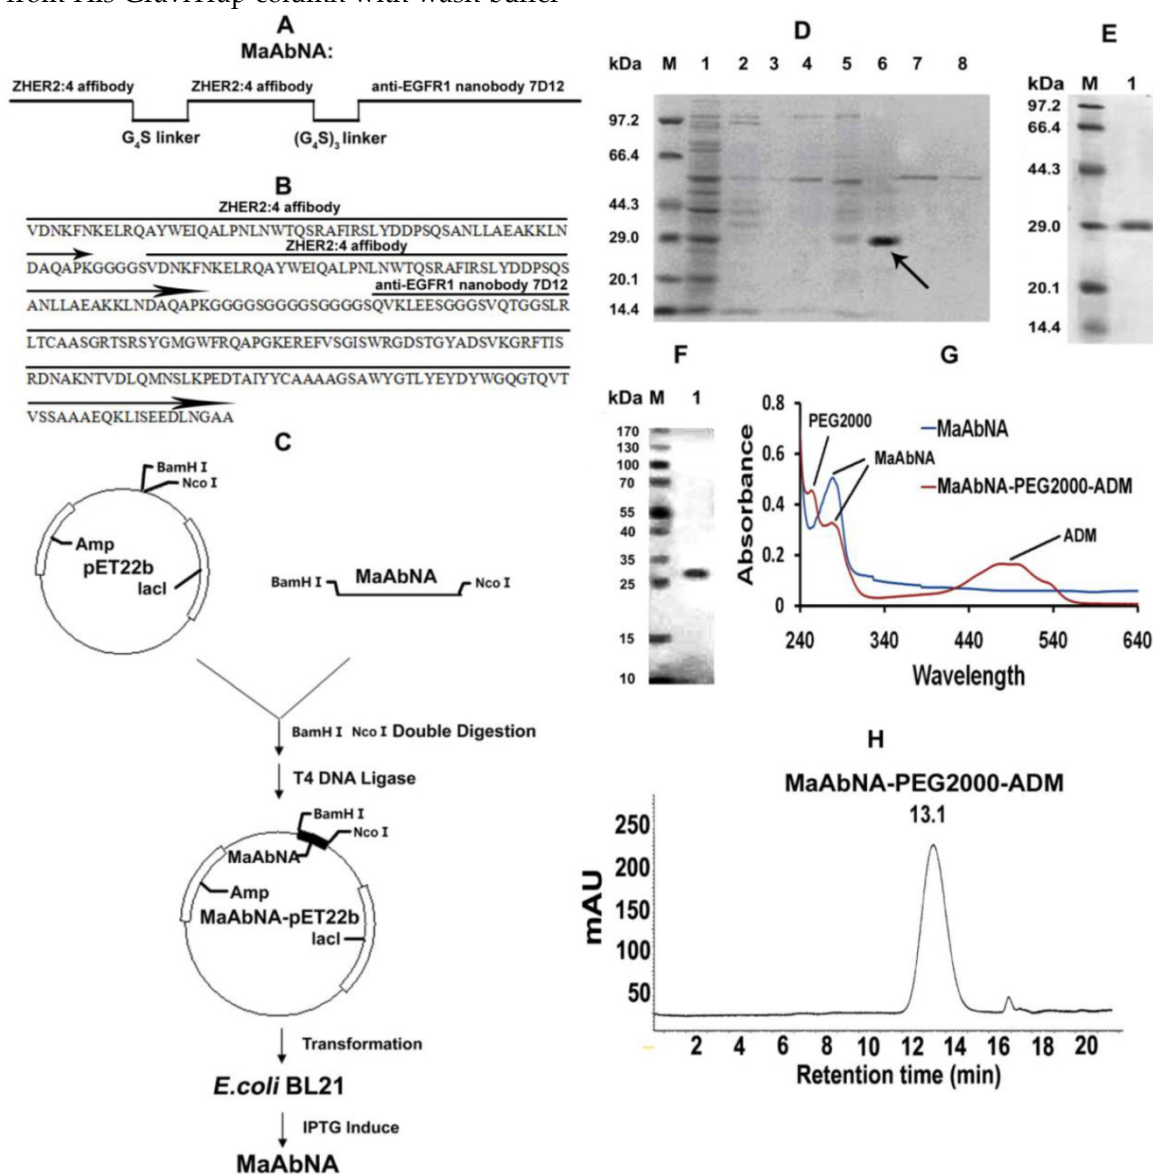 from His GraviTrap column with wash buffer
A
MaAbNA:
ZHER2:4 affibody ZHER2:4 affibody anti-EGFR1 nanobody 7D12
G4S linker (G4S)3 linker
B
ZHER2:4 affibody
VDNKFNKELRQAYWEIQALPNLNWTQSRAFIRSLYDDPSQSANLLAEAKKLN
ZHER2:4 affibody
DAQAPKGGGGSVDNKFNKELRQAYWEIQALPNLNWTQSRAFIRSLYDDPSQS
anti-EGFR1 nanobody 7D12
ANLLAEAKKLNDAQAPKGGGGSGGGGSGGGGSQVKLEESGGGSVQTGGSLR
LTCAASGRTSRSYGMGWFRQAPGKEREFVSGISWRGDSTGYADSVKGRFTIS
RDNAKNTVDLQMNSLKPEDTAIYYCAAAAGSAWYGTLYEYDYWGQGTQVT
VSSAAAEQKLISEEDLNGAA
C
BamH I
Nco I
Amp
pET22b
lacI
BamH I MaAbNA Nco I
BamH I Nco I Double Digestion
T4 DNA Ligase
BamH I
Nco I
MaAbNA
Amp
MaAbNA-pET22b
lacI
Transformation
E.coli BL21
IPTG Induce
MaAbNA
D
kDa M 1 2 3 4 5 6 7 8
97.2
66.4
44.3
29.0
20.1
14.4
E
kDa M 1
97.2
66.4
44.3
29.0
20.1
14.4
F
kDa M 1
170
130
100
70
55
40
35
25
15
10
G
Absorbance
0.8
0.6
0.4
0.2
0
240 340 440 540 640
Wavelength
PEG2000
MaAbNA
MaAbNA
MaAbNA-PEG2000-ADM
ADM
H
MaAbNA-PEG2000-ADM
13.1
mAU
250
200
150
100
50
2 4 6 8 10 12 14 16 18 20
Retention time (min)